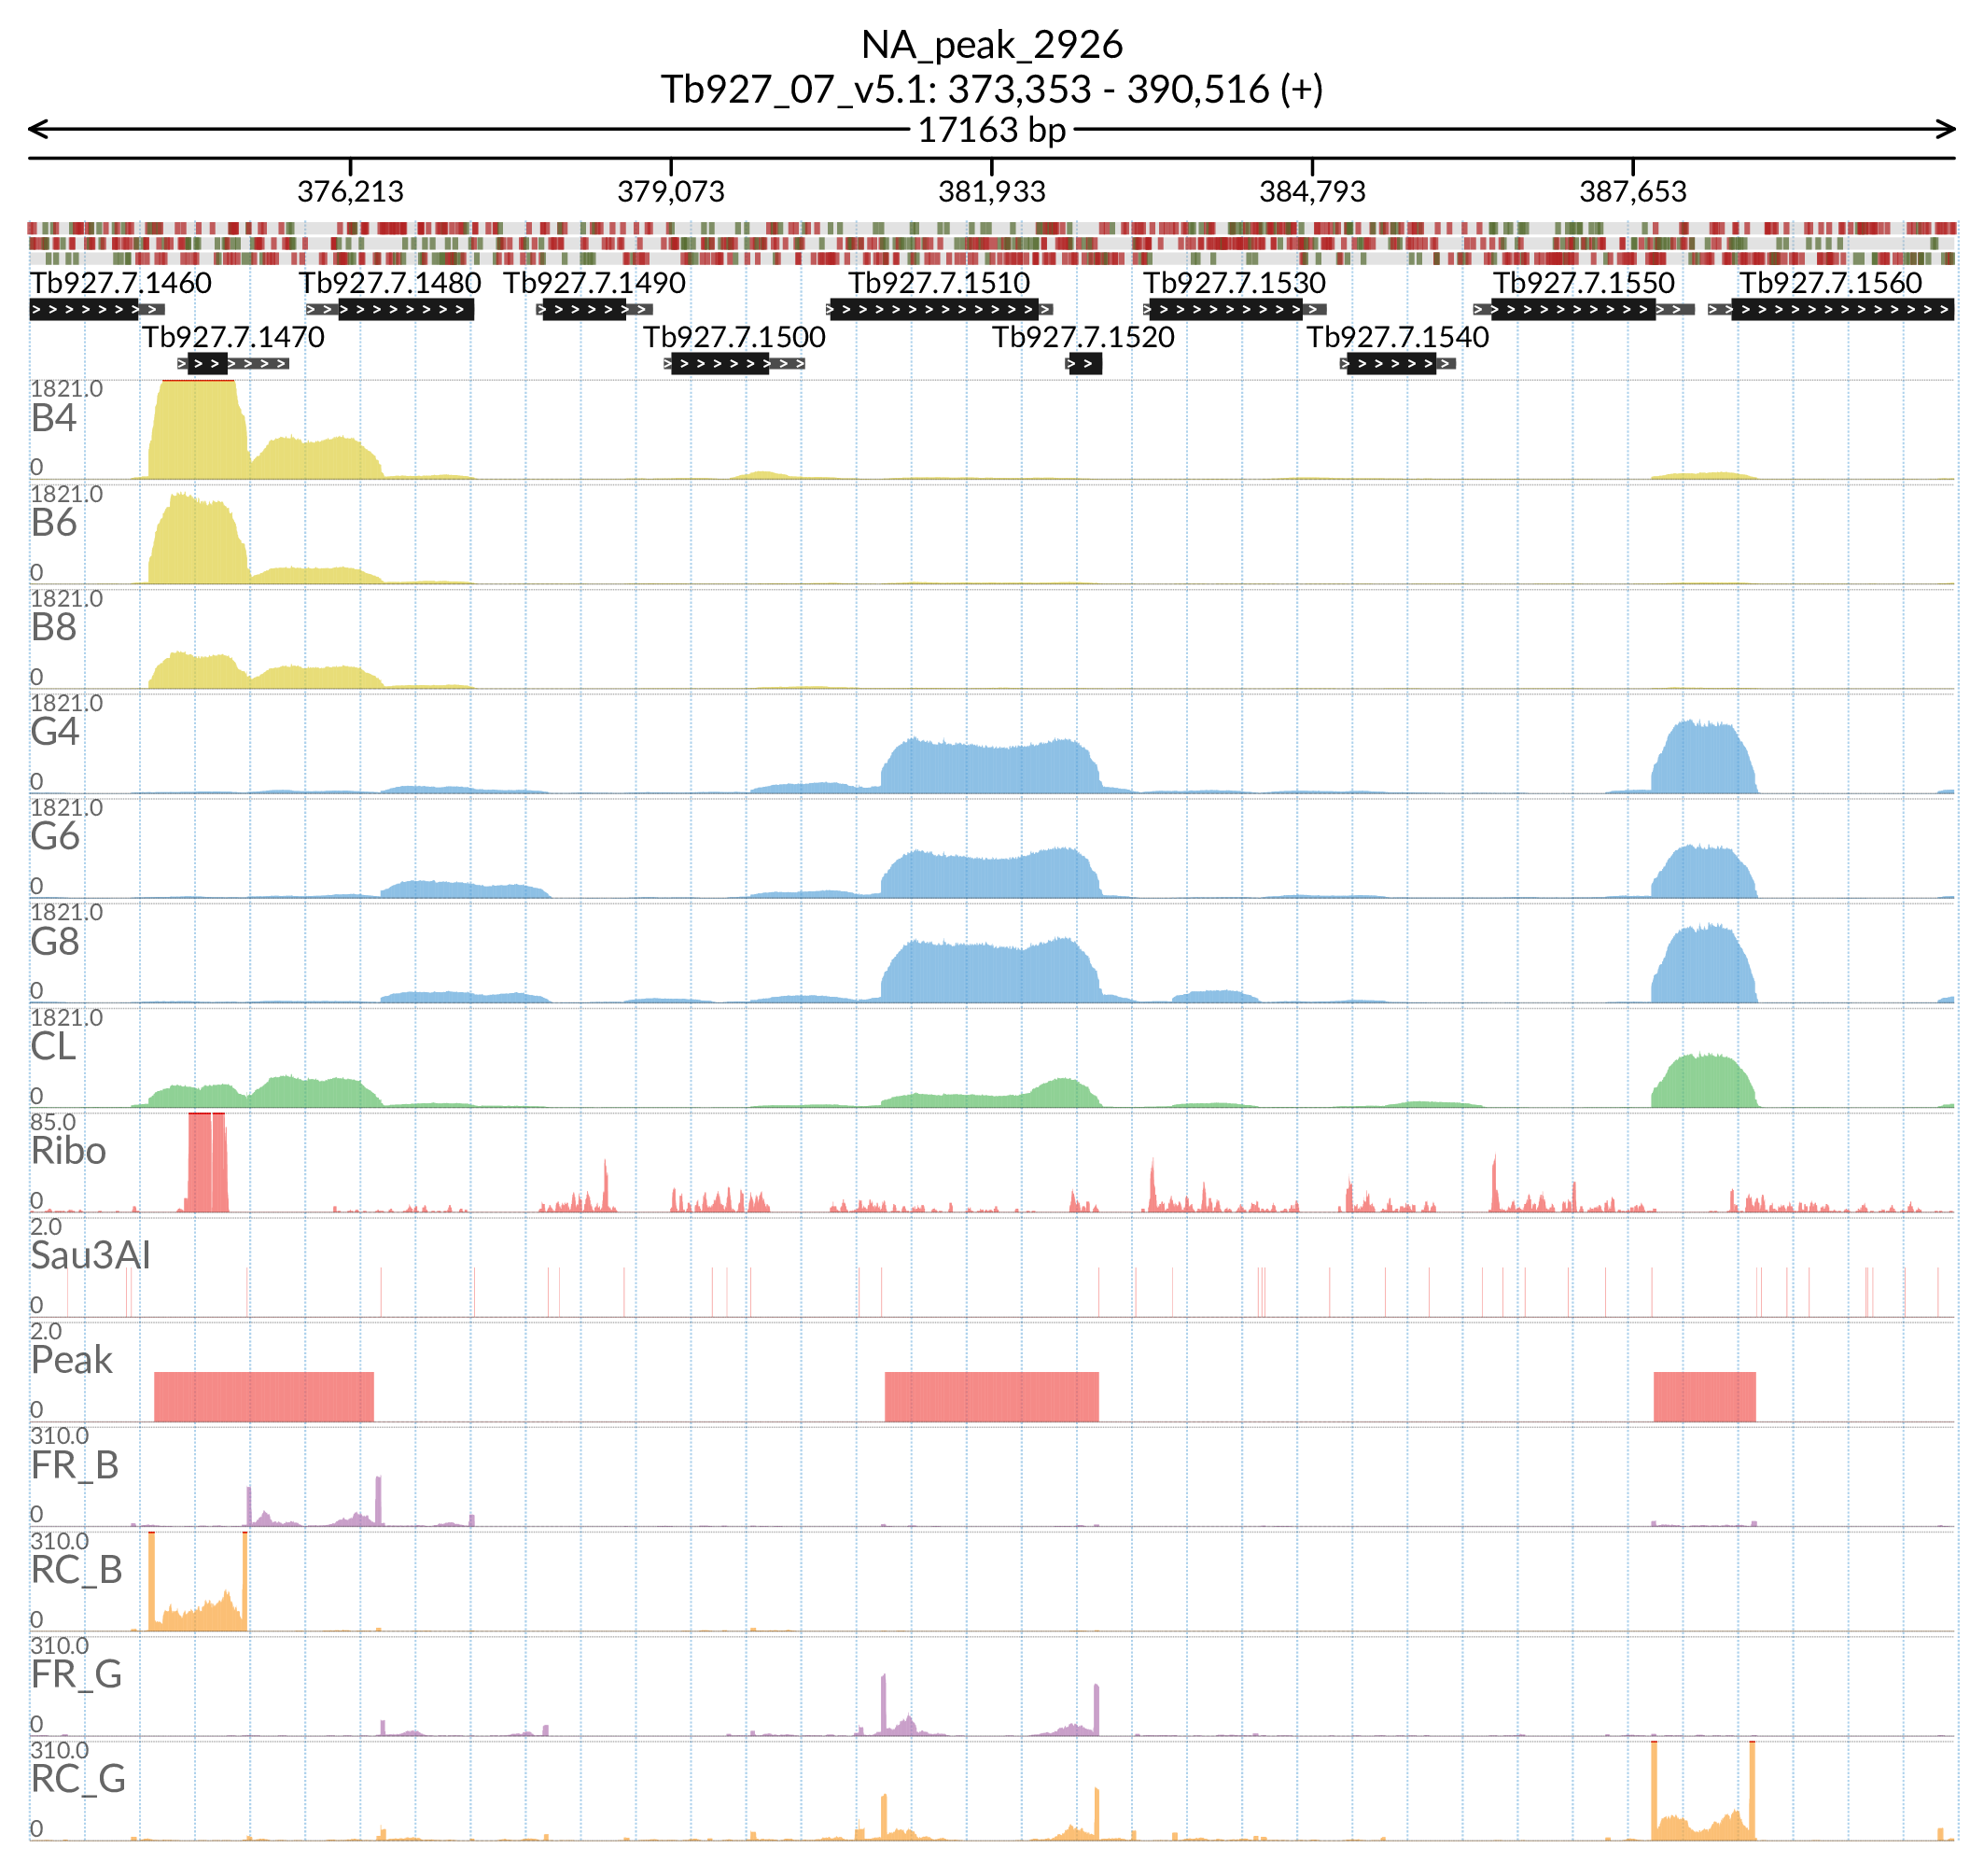 NA_peak_2926
Tb927_07_v5.1: 373,353 - 390,516 (+)
17163 bp
376,213 379,073 381,933 384,793 387,653
Tb927.7.1460 Tb927.7.1480 Tb927.7.1490 Tb927.7.1510 Tb927.7.1530 Tb927.7.1550 Tb927.7.1560
Tb927.7.1470 Tb927.7.1500 Tb927.7.1520 Tb927.7.1540
1821.0
B4
0
1821.0
B6
0
1821.0
B8
0
1821.0
G4
0
1821.0
G6
0
1821.0
G8
0
1821.0
CL
0
85.0
Ribo
0
2.0
Sau3AI
0
2.0
Peak
0
310.0
FR_B
0
310.0
RC_B
0
310.0
FR_G
0
310.0
RC_G
0